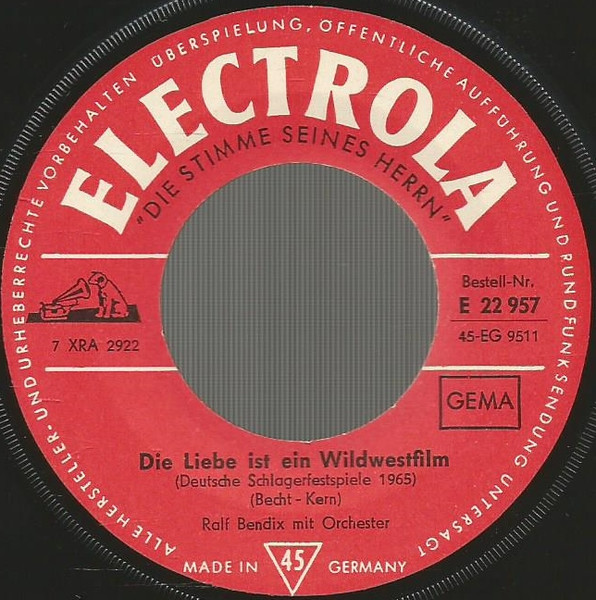 ALLE HERSTELLER- UND URHEBERRECHTE VORBEHALTEN ÜBERSPIELUNG, ÖFFENTLICHE AUFFÜHRUNG UND RUNDFUNKSENDUNG UNTERSAGT
ELECTROLA
"DIE STIMME SEINES HERRN"
7 XRA 2922
Bestell-Nr.
E 22 957
45-EG 9511
GEMA
Die Liebe ist ein Wildwestfilm
(Deutsche Schlagerfestspiele 1965)
(Becht - Kern)
Ralf Bendix mit Orchester
MADE IN 45 GERMANY